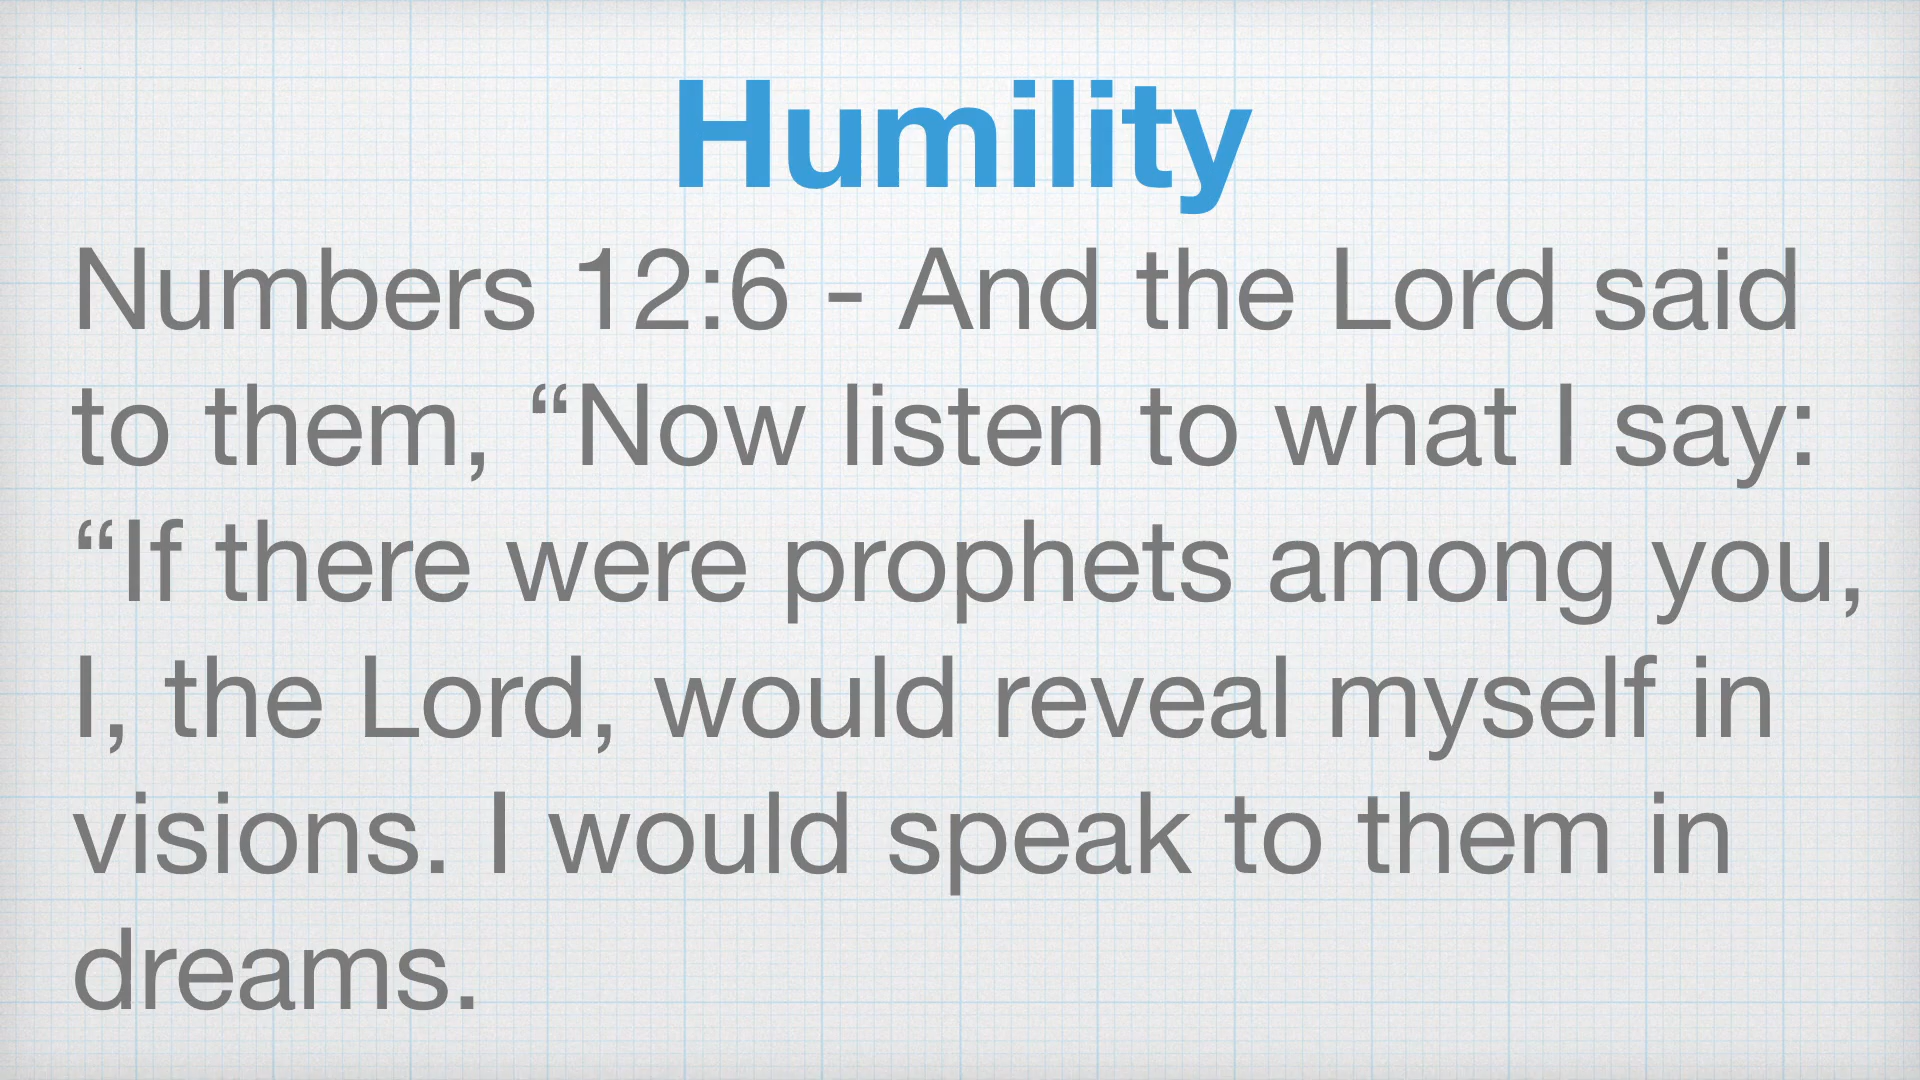 Humility
Numbers 12:6 - And the Lord said
to them, “Now listen to what I say:
“If there were prophets among you,
I, the Lord, would reveal myself in
visions. I would speak to them in
dreams.